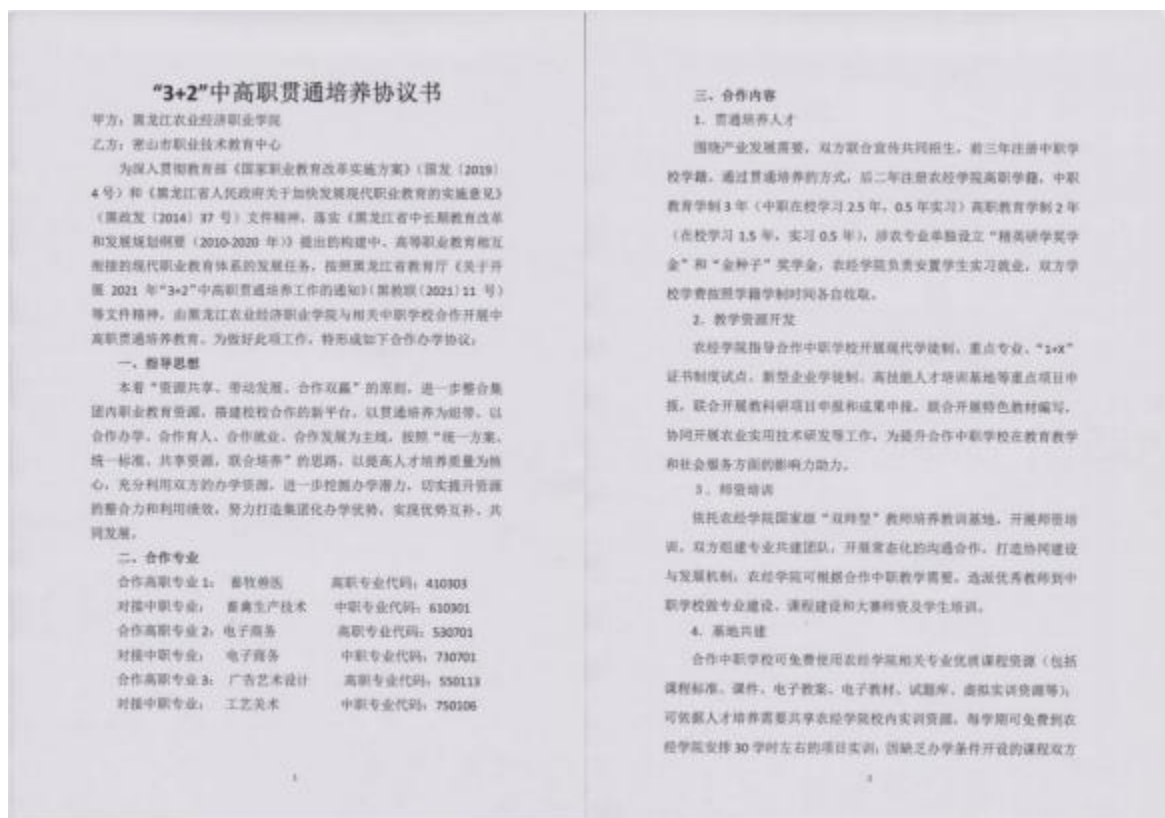 “3+2”中高职贯通培养协议书
甲方：黑龙江农业经济职业学院
乙方：密山市职业技术教育中心
为深入贯彻教育部《国家职业教育改革实施方案》（国发〔2019〕
4号）和《黑龙江省人民政府关于加快发展现代职业教育的实施意见》
（黑政发〔2014〕37号）文件精神，落实《黑龙江省中长期教育改革
和发展规划纲要（2010-2020年）》提出的构建中、高等职业教育相互
衔接的现代职业教育体系的发展任务，按照黑龙江省教育厅《关于开
展2021年“3+2”中高职贯通培养工作的通知》（黑教联〔2021〕11号）
等文件精神，由黑龙江农业经济职业学院与相关中职学校合作开展中
高职贯通培养教育。为做好此项工作，特形成如下合作办学协议：
一、指导思想
本着“资源共享、带动发展、合作双赢”的原则，进一步整合集
团内职业教育资源，搭建校校合作的新平台，以贯通培养为纽带，以
合作办学、合作育人、合作就业、合作发展为主线，按照“统一方案、
统一标准、共享资源、联合培养”的思路，以提高人才培养质量为核
心，充分利用双方的办学资源，进一步挖掘办学潜力，切实提升资源
的整合力和利用绩效，努力打造集团化办学优势，实现优势互补、共
同发展。
二、合作专业
合作高职专业1： 畜牧兽医 高职专业代码：410303
对接中职专业： 畜禽生产技术 中职专业代码：610301
合作高职专业2：电子商务 高职专业代码：530701
对接中职专业： 电子商务 中职专业代码：730701
合作高职专业3： 广告艺术设计 高职专业代码：550113
对接中职专业： 工艺美术 中职专业代码：750106
1
三、合作内容
1．贯通培养人才
围绕产业发展需要，双方联合宣传共同招生，前三年注册中职学
校学籍，通过贯通培养的方式，后二年注册农经学院高职学籍，中职
教育学制3年（中职在校学习2.5年，0.5年实习）高职教育学制2年
（在校学习1.5年，实习0.5年），涉农专业单独设立“精英研学奖学
金”和“金种子”奖学金，农经学院负责安置学生实习就业，双方学
校学费按照学籍学制时间各自收取。
2．教学资源开发
农经学院指导合作中职学校开展现代学徒制、重点专业、“1+X”
证书制度试点、新型企业学徒制、高技能人才培训基地等重点项目申
报，联合开展教科研项目申报和成果申报，联合开展特色教材编写，
协同开展农业实用技术研发等工作，为提升合作中职学校在教育教学
和社会服务方面的影响力助力。
3．师资培训
依托农经学院国家级“双师型”教师培养教训基地，开展师资培
训，双方组建专业共建团队，开展常态化的沟通合作，打造协同建设
与发展机制；农经学院可根据合作中职教学需要，选派优秀教师到中
职学校做专业建设、课程建设和大赛师资及学生培训。
4．基地共建
合作中职学校可免费使用农经学院相关专业优质课程资源（包括
课程标准、课件、电子教案、电子教材、试题库、虚拟实训资源等）；
可依据人才培养需要共享农经学院校内实训资源，每学期可免费到农
经学院安排30学时左右的项目实训；因缺乏办学条件开设的课程双方
2